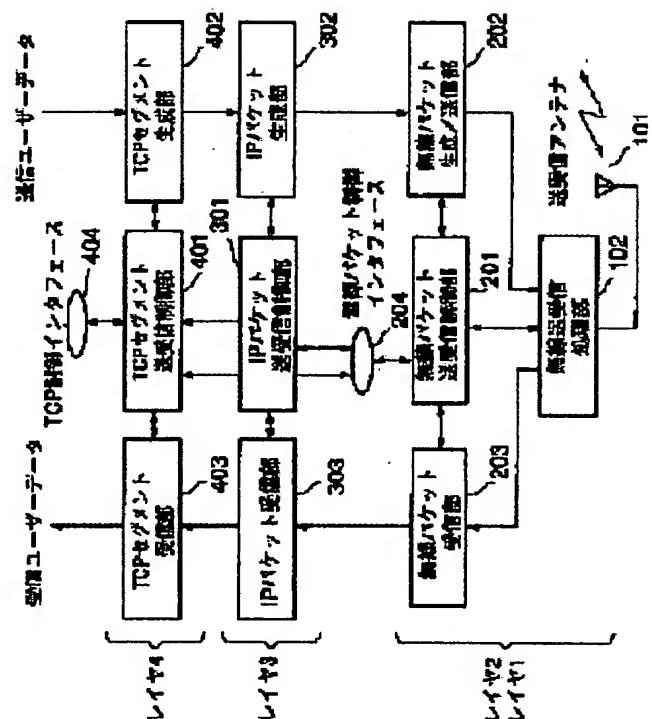 受信ユーザーデータ
TCP制御インタフェース
404
送信ユーザーデータ
レイヤ4
TCPセグメント
受信部
403
TCPセグメント
送受信制御部
401
TCPセグメント
生成部
402
レイヤ3
IPパケット受信部
303
IPパケット
送受信制御部
301
IPパケット
生成部
302
無線パケット制御
インタフェース
204
レイヤ2
レイヤ1
無線パケット
受信部
203
無線パケット
送受信制御部
201
無線パケット
生成/送信部
202
無線送受信
処理部
102
送受信アンテナ
101